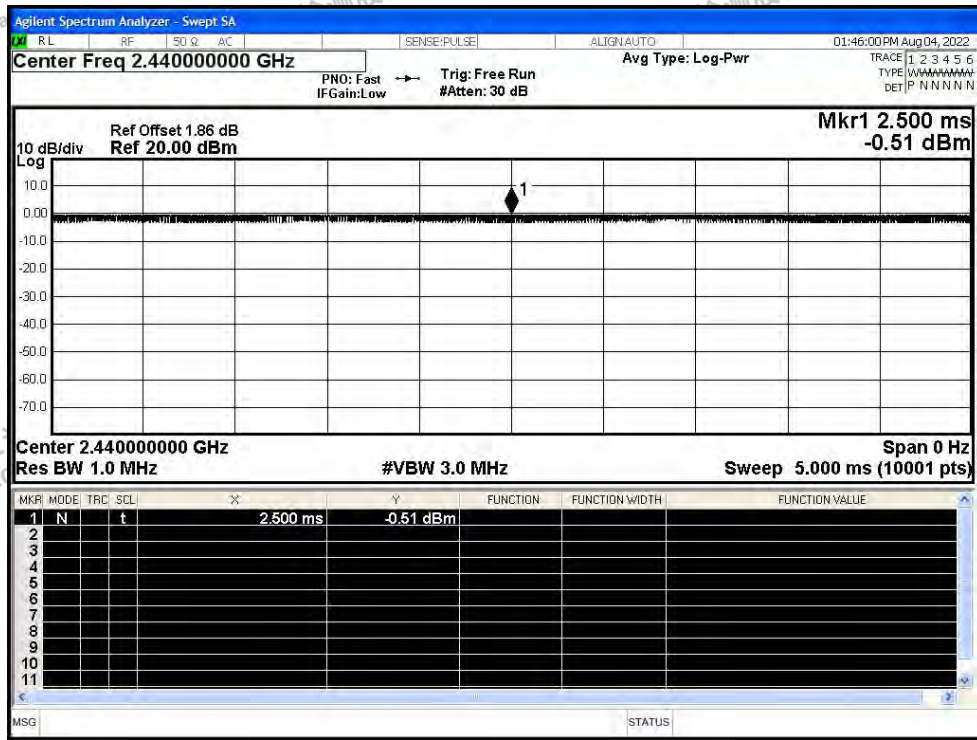 Agilent Spectrum Analyzer - Swept SA
LXI RL RF 50 Ω AC SENSE:PULSE ALIGN AUTO 01:46:00 PM Aug 04, 2022
Center Freq 2.440000000 GHz
PNO: Fast Trig: Free Run Avg Type: Log-Pwr TRACE 1 2 3 4 5 6
IFGain:Low #Atten: 30 dB TYPE
DET P N N N N N
Ref Offset 1.86 dB Mkr1 2.500 ms
10 dB/div Ref 20.00 dBm -0.51 dBm
Log
1
10.0
0.00
-10.0
-20.0
-30.0
-40.0
-50.0
-60.0
-70.0
Center 2.440000000 GHz Span 0 Hz
Res BW 1.0 MHz #VBW 3.0 MHz Sweep 5.000 ms (10001 pts)
MKR MODE TRC SCL X Y FUNCTION FUNCTION WIDTH FUNCTION VALUE
1 N t 2.500 ms -0.51 dBm
2
3
4
5
6
7
8
9
10
11
MSG STATUS